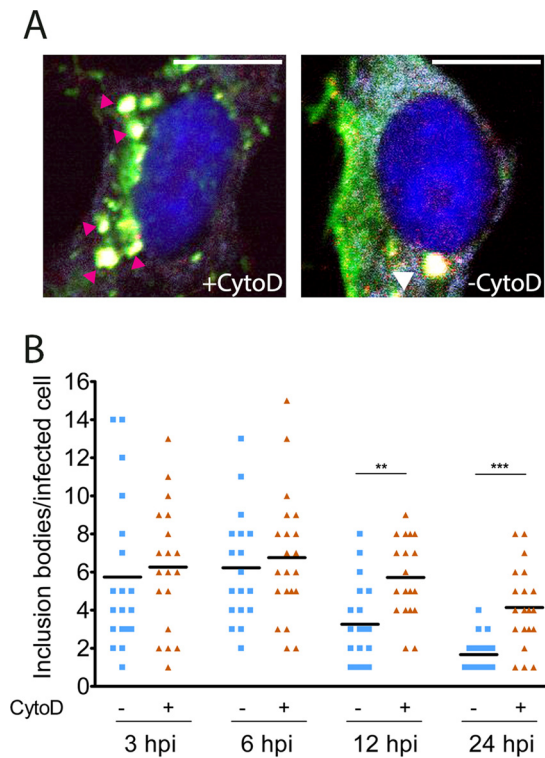 A
+CytoD
-CytoD
B
Inclusion bodies/infected cell
16
14
12
10
8
6
4
2
0
**
***
CytoD - + - + - + - +
3 hpi 6 hpi 12 hpi 24 hpi